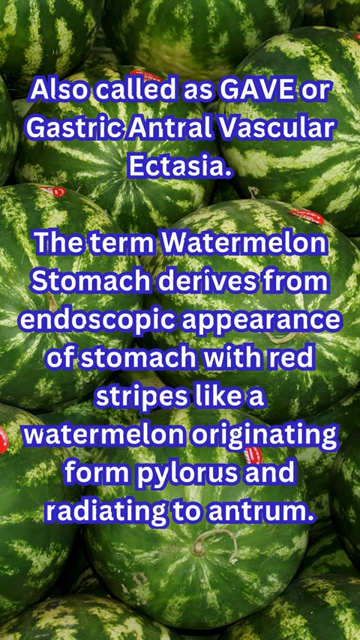 Also called as GAVE or
Gastric Antral Vascular
Ectasia.
The term Watermelon
Stomach derives from
endoscopic appearance
of stomach with red
stripes like a
watermelon originating
form pylorus and
radiating to antrum.